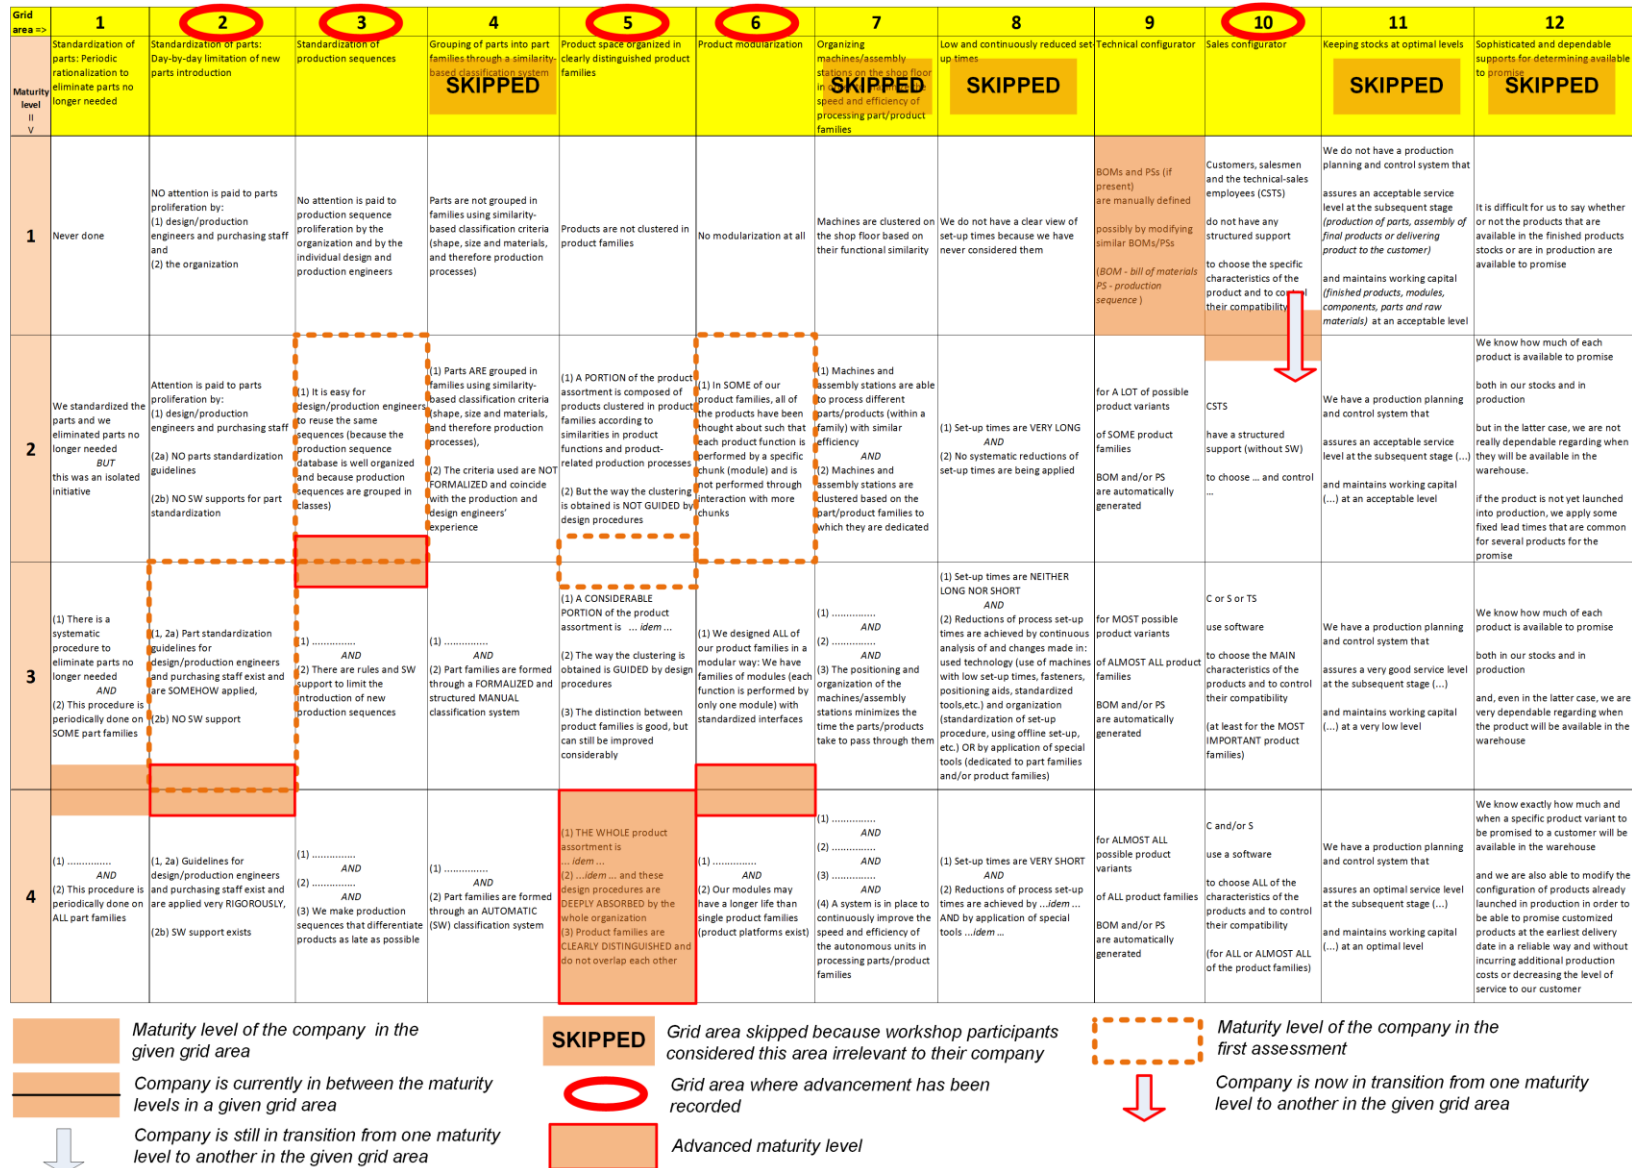 Grid
area =>
1
2
3
4
5
6
7
8
9
10
11
12
Maturity
level
II
V
Standardization of
parts: Periodic
rationalization to
eliminate parts no
longer needed
Standardization of parts:
Day-by-day limitation of new
parts introduction
Standardization of
production sequences
Grouping of parts into part
families through a similarity-
based classification system
SKIPPED
Product space organized in
clearly distinguished product
families
Product modularization
Organizing
machines/assembly
stations on the shop floor
in
speed and efficiency of
processing part/product
families
SKIPPED
Low and continuously reduced set-
up times
SKIPPED
Technical configurator
Sales configurator
Keeping stocks at optimal levels
SKIPPED
Sophisticated and dependable
supports for determining available
to promise
SKIPPED
1
Never done
NO attention is paid to parts
proliferation by:
(1) design/production
engineers and purchasing staff
and
(2) the organization
No attention is paid to
production sequence
proliferation by the
organization and by the
individual design and
production engineers
Parts are not grouped in
families using similarity-
based classification criteria
(shape, size and materials,
and therefore production
processes)
Products are not clustered in
product families
No modularization at all
Machines are clustered on
the shop floor based on
their functional similarity
We do not have a clear view of
set-up times because we have
never considered them
BOMs and PSs (if
present)
are manually defined
possibly by modifying
similar BOMs/PSs
(BOM - bill of materials
PS - production
sequence )
Customers, salesmen
and the technical-sales
employees (CSTS)
do not have any
structured support
to choose the specific
characteristics of the
product and to control
their compatibility
We do not have a production
planning and control system that
assures an acceptable service
level at the subsequent stage
(production of parts, assembly of
final products or delivering
product to the customer)
and maintains working capital
(finished products, modules,
components, parts and raw
materials) at an acceptable level
It is difficult for us to say whether
or not the products that are
available in the finished products
stocks or are in production are
available to promise
2
We standardized the
parts and we
eliminated parts no
longer needed
BUT
this was an isolated
initiative
Attention is paid to parts
proliferation by:
(1) design/production
engineers and purchasing staff
(2a) NO parts standardization
guidelines
(2b) NO SW supports for part
standardization
(1) It is easy for
design/production engineers
to reuse the same
sequences (because the
production sequence
database is well organized
and because production
sequences are grouped in
classes)
(1) Parts ARE grouped in
families using similarity-
based classification criteria
(shape, size and materials,
and therefore production
processes),
(2) The criteria used are NOT
FORMALIZED and coincide
with the production and
design engineers'
experience
(1) A PORTION of the product
assortment is composed of
products clustered in product
families according to
similarities in product
functions and product-
related production processes
(2) But the way the clustering
is obtained is NOT GUIDED by
design procedures
(1) In SOME of our
product families, all of
the products have been
thought about such that
each product function is
performed by a specific
chunk (module) and is
not performed through
interaction with more
chunks
(1) Machines and
assembly stations are able
to process different
parts/products (within a
family) with similar
efficiency
AND
(2) Machines and
assembly stations are
clustered based on the
part/product families to
which they are dedicated
(1) Set-up times are VERY LONG
AND
(2) No systematic reductions of
set-up times are being applied
for A LOT of possible
product variants
of SOME product
families
BOM and/or PS
are automatically
generated
CSTS
have a structured
support (without SW)
to choose ... and control
...
We have a production planning
and control system that
assures an acceptable service
level at the subsequent stage (...)
and maintains working capital
(...) at an acceptable level
We know how much of each
product is available to promise
both in our stocks and in
production
but in the latter case, we are not
really dependable regarding when
they will be available in the
warehouse.
if the product is not yet launched
into production, we apply some
fixed lead times that are common
for several products for the
promise
3
(1) There is a
systematic
procedure to
eliminate parts no
longer needed
AND
(2) This procedure is
periodically done on
SOME part families
(1, 2a) Part standardization
guidelines for
design/production engineers
and purchasing staff exist and
are SOMEHOW applied,
(2b) NO SW support
(1) ...............
AND
(2) There are rules and SW
support to limit the
introduction of new
production sequences
(1) ...............
AND
(2) Part families are formed
through a FORMALIZED and
structured MANUAL
classification system
(1) A CONSIDERABLE
PORTION of the product
assortment is ... idem ...
(2) The way the clustering is
obtained is GUIDED by design
procedures
(3) The distinction between
product families is good, but
can still be improved
considerably
(1) We designed ALL of
our product families in a
modular way: We have
families of modules (each
function is performed by
only one module) with
standardized interfaces
(1) ...............
AND
(2) ...............
AND
(3) The positioning and
organization of the
machines/assembly
stations minimizes the
time the parts/products
take to pass through them
(1) Set-up times are NEITHER
LONG NOR SHORT
AND
(2) Reductions of process set-up
times are achieved by continuous
analysis of and changes made in:
used technology (use of machines
with low set-up times, fasteners,
positioning aids, standardized
tools,etc.) and organization
(standardization of set-up
procedure, using offline set-up,
etc.) OR by application of special
tools (dedicated to part families
and/or product families)
for MOST possible
product variants
of ALMOST ALL product
families
BOM and/or PS
are automatically
generated
C or S or TS
use software
to choose the MAIN
characteristics of the
products and to control
their compatibility
(at least for the MOST
IMPORTANT product
families)
We have a production planning
and control system that
assures a very good service level
at the subsequent stage (...)
and maintains working capital
(...) at a very low level
We know how much of each
product is available to promise
both in our stocks and in
production
and, even in the latter case, we are
very dependable regarding when
the product will be available in the
warehouse
4
(1) ...............
AND
(2) This procedure is
periodically done on
ALL part families
(1, 2a) Guidelines for
design/production engineers
and purchasing staff exist and
are applied very RIGOROUSLY,
(2b) SW support exists
(1) ...............
AND
(2) ...............
AND
(3) We make production
sequences that differentiate
products as late as possible
(1) ...............
AND
(2) Part families are formed
through an AUTOMATIC
(SW) classification system
(1) THE WHOLE product
assortment is
... idem ...
(2) ...idem ... and these
design procedures are
DEEPLY ABSORBED by the
whole organization
(3) Product families are
CLEARLY DISTINGUISHED and
do not overlap each other
(1) ...............
AND
(2) Our modules may
have a longer life than
single product families
(product platforms exist)
(1) ...............
AND
(2) ...............
AND
(3) ...............
AND
(4) A system is in place to
continuously improve the
speed and efficiency of
the autonomous units in
processing parts/product
families
(1) Set-up times are VERY SHORT
AND
(2) Reductions of process set-up
times are achieved by ...idem ...
AND by application of special
tools ...idem ...
for ALMOST ALL
possible product
variants
of ALL product families
BOM and/or PS
are automatically
generated
C and/or S
use a software
to choose ALL of the
characteristics of the
products and to control
their compatibility
(for ALL or ALMOST ALL
of the product families)
We have a production planning
and control system that
assures an optimal service level
at the subsequent stage (...)
and maintains working capital
(...) at an optimal level
We know exactly how much and
when a specific product variant to
be promised to a customer will be
available in the warehouse
and we are also able to modify the
configuration of products already
launched in production in order to
be able to promise customized
products at the earliest delivery
date in a reliable way and without
incurring additional production
costs or decreasing the level of
service to our customer
Maturity level of the company in the
given grid area
Company is currently in between the maturity
levels in a given grid area
Company is still in transition from one maturity
level to another in the given grid area
SKIPPED
Grid area skipped because workshop participants
considered this area irrelevant to their company
Grid area where advancement has been
recorded
Advanced maturity level
Maturity level of the company in the
first assessment
Company is now in transition from one maturity
level to another in the given grid area